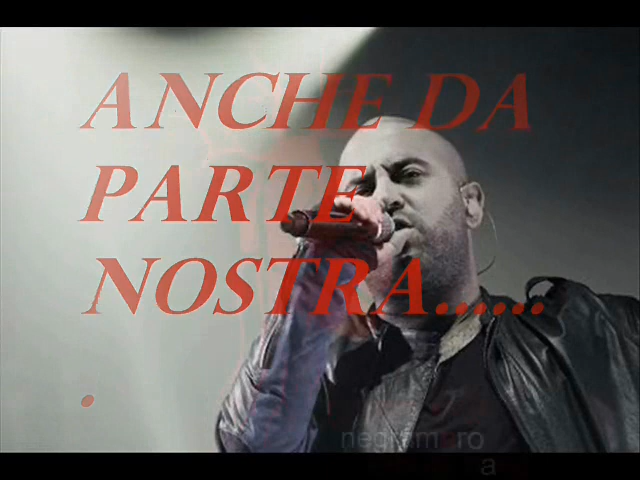 ANCHE DA
PARTE
NOSTRA......
.